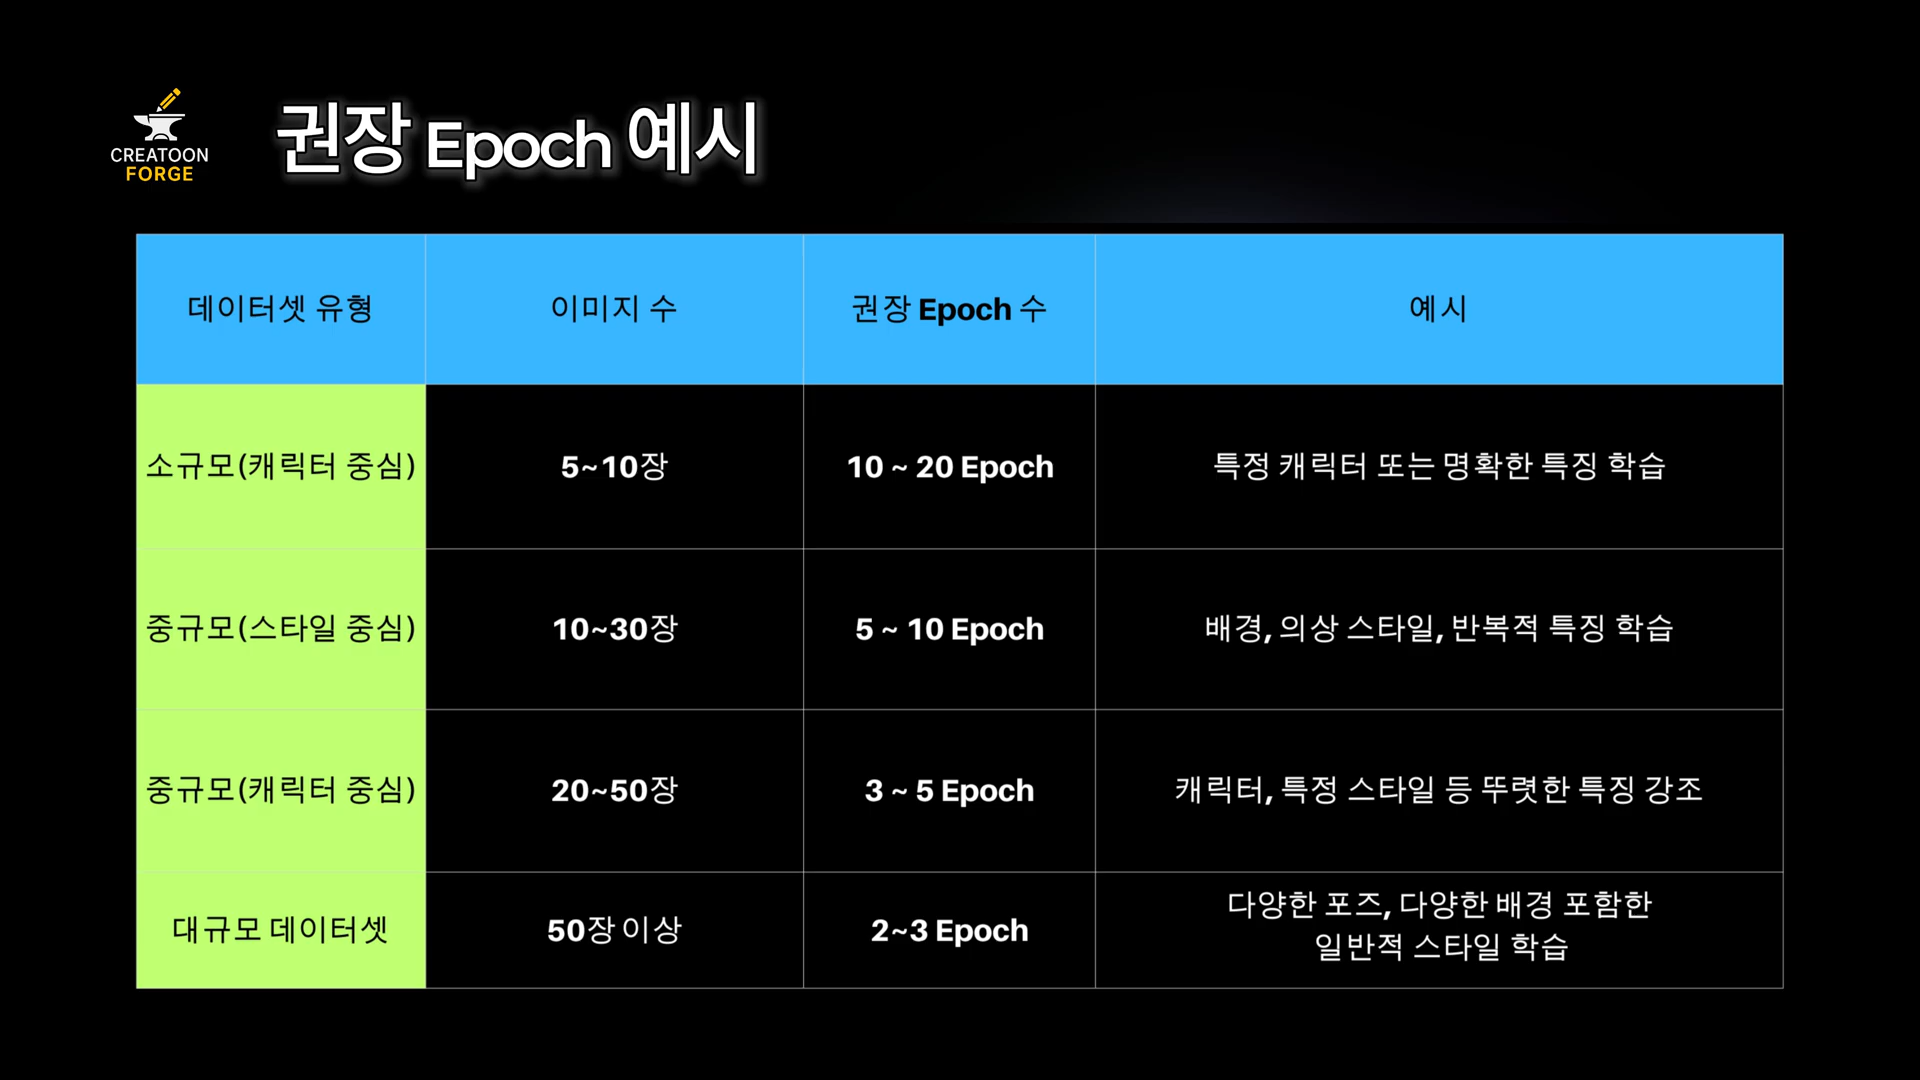 CREATOON
FORGE
권장 Epoch 예시
데이터셋 유형
이미지 수
권장 Epoch 수
예시
소규모(캐릭터 중심)
5~10장
10 ~ 20 Epoch
특정 캐릭터 또는 명확한 특징 학습
중규모(스타일 중심)
10~30장
5 ~ 10 Epoch
배경, 의상 스타일, 반복적 특징 학습
중규모(캐릭터 중심)
20~50장
3 ~ 5 Epoch
캐릭터, 특정 스타일 등 뚜렷한 특징 강조
대규모 데이터셋
50장 이상
2~3 Epoch
다양한 포즈, 다양한 배경 포함한
일반적 스타일 학습